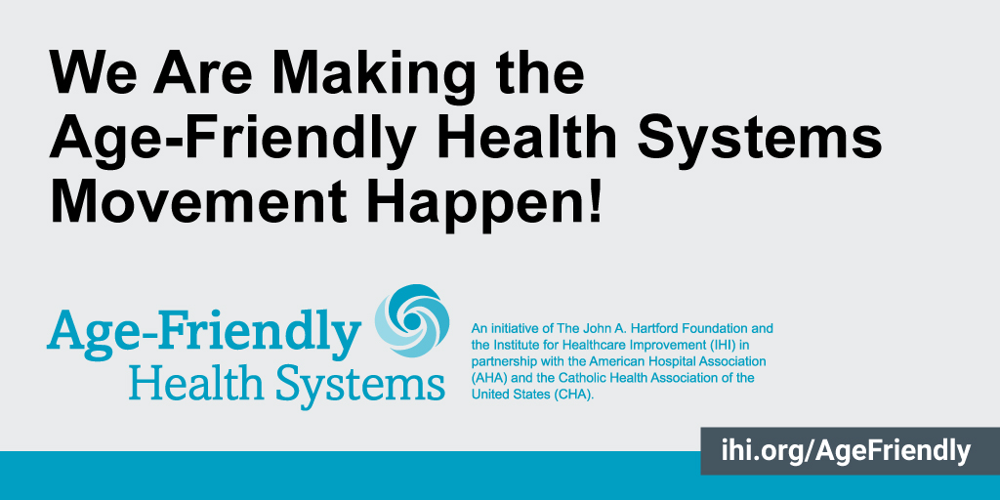 We Are Making the
Age-Friendly Health Systems
Movement Happen!
Age-Friendly
Health Systems
An initiative of The John A. Hartford Foundation and
the Institute for Healthcare Improvement (IHI) in
partnership with the American Hospital Association
(AHA) and the Catholic Health Association of the
United States (CHA).
ihi.org/AgeFriendly